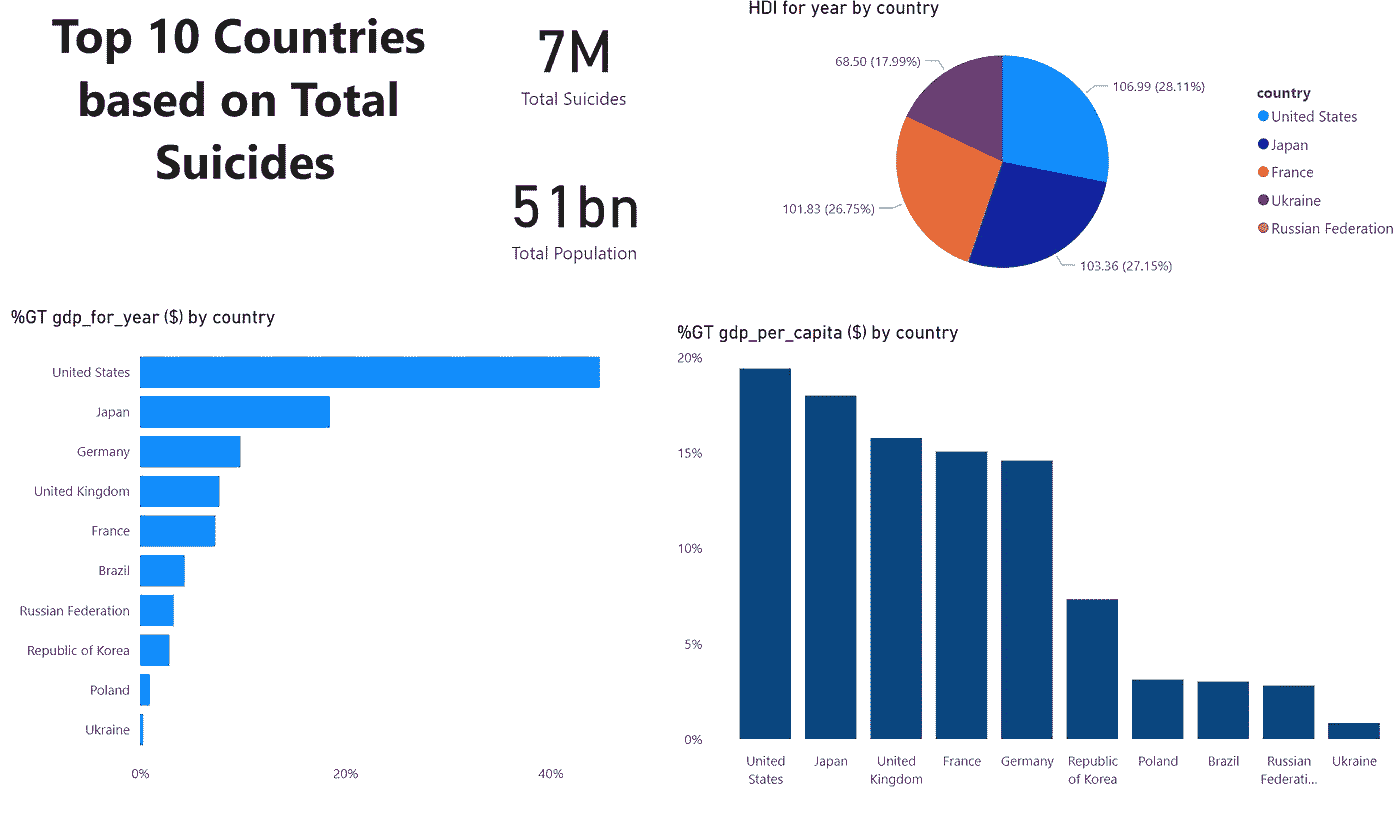 Top 10 Countries
based on Total
Suicides
7M
Total Suicides
51bn
Total Population
HDI for year by country
68.50 (17.99%)
106.99 (28.11%)
101.83 (26.75%)
103.36 (27.15%)
country
United States
Japan
France
Ukraine
Russian Federation
%GT gdp_for_year ($) by country
United States
Japan
Germany
United Kingdom
France
Brazil
Russian Federation
Republic of Korea
Poland
Ukraine
0%
20%
40%
%GT gdp_per_capita ($) by country
20%
15%
10%
5%
0%
United
States
Japan
United
Kingdom
France
Germany
Republic
of Korea
Poland
Brazil
Russian
Federati...
Ukraine